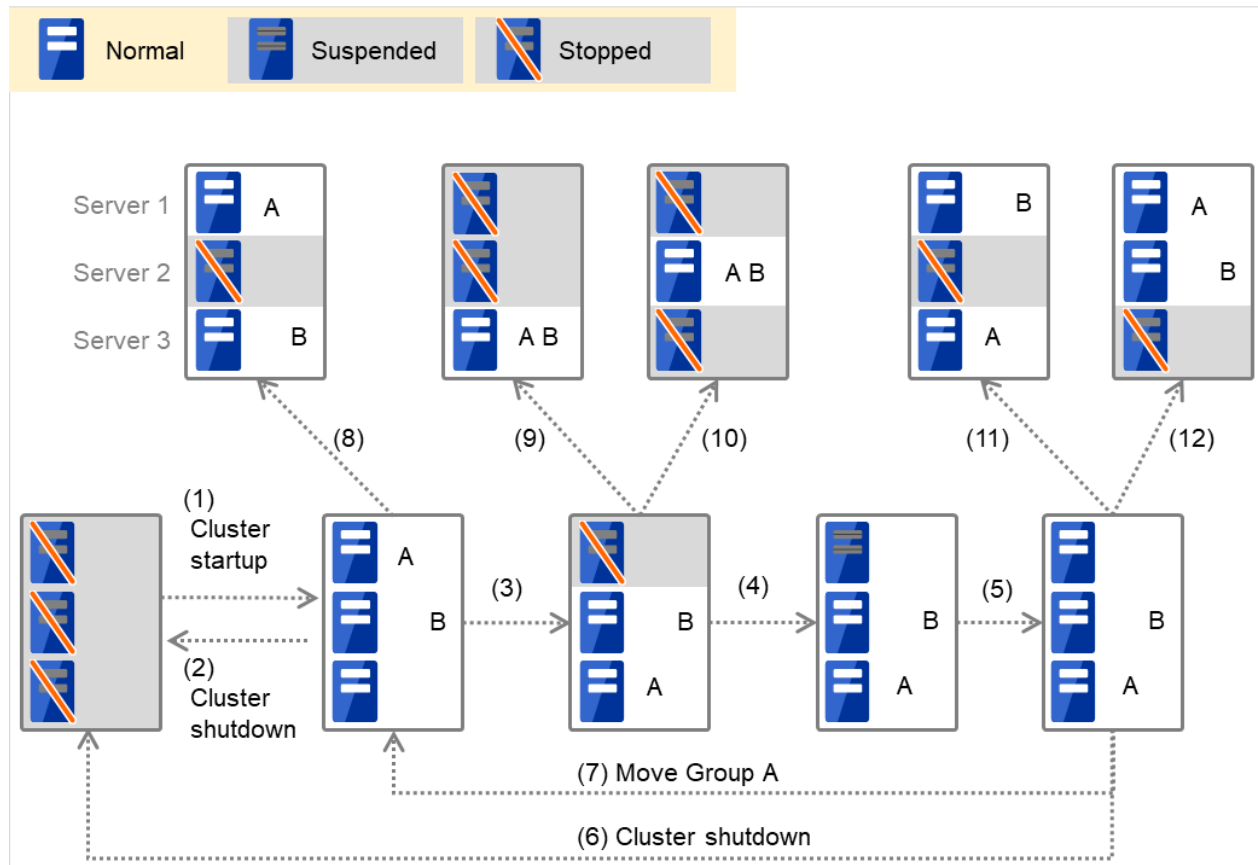 Normal
Suspended
Stopped
Server 1
Server 2
Server 3
A
B
A B
A B
B
A
A
B
(8)
(9)
(10)
(11)
(12)
(1)
Cluster
startup
(2)
Cluster
shutdown
A
B
(3)
B
A
(4)
B
A
(5)
B
A
(7) Move Group A
(6) Cluster shutdown